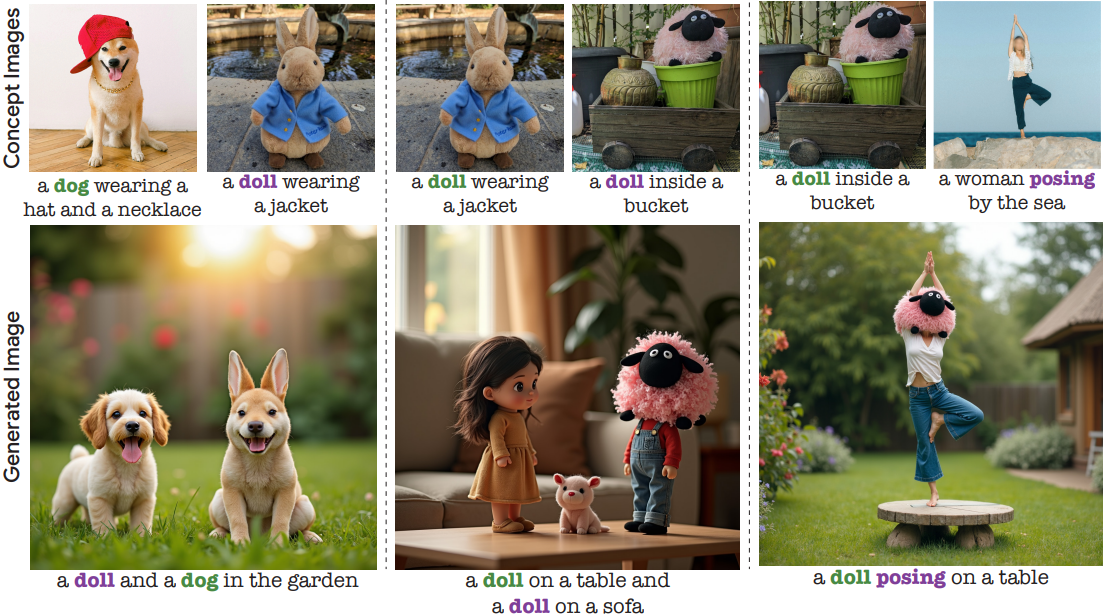 Concept Images
a dog wearing a
hat and a necklace
a doll wearing
a jacket
a doll wearing
a jacket
a doll inside a
bucket
a doll inside a
bucket
a woman posing
by the sea
Generated Image
a doll and a dog in the garden
a doll on a table and
a doll on a sofa
a doll posing on a table